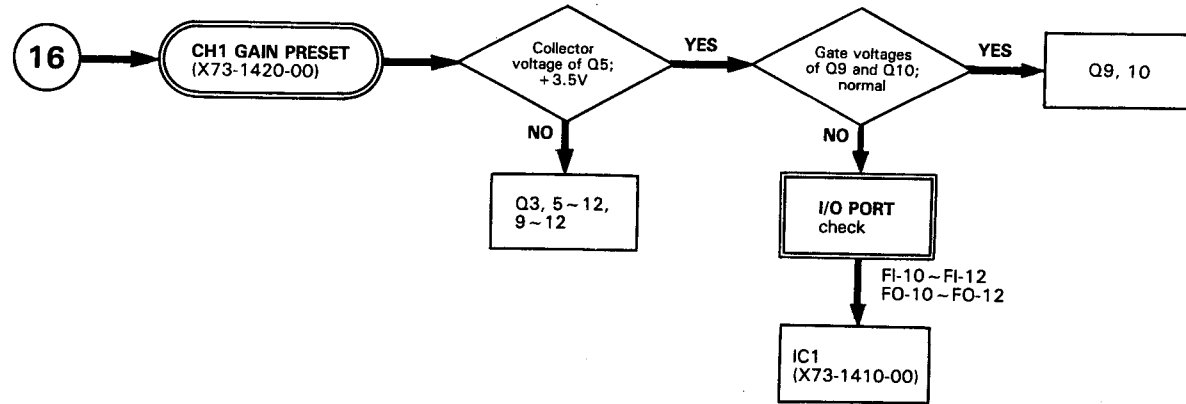 16
CH1 GAIN PRESET
(X73-1420-00)
Collector
voltage of Q5;
+3.5V
YES
NO
Q3, 5~12,
9~12
Gate voltages
of Q9 and Q10;
normal
YES
NO
Q9, 10
I/O PORT
check
FI-10~FI-12
FO-10~FO-12
IC1
(X73-1410-00)